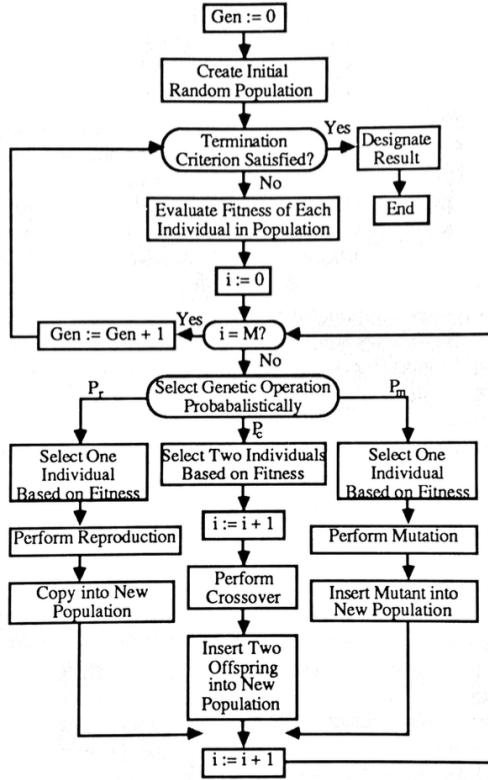 Gen := 0
Create Initial
Random Population
Termination
Criterion Satisfied?
Yes
Designate
Result
End
No
Evaluate Fitness of Each
Individual in Population
i := 0
i = M?
Yes
Gen := Gen + 1
No
Select Genetic Operation
Probabalistically
Pr
Pc
Pm
Select One
Individual
Based on Fitness
Select Two Individuals
Based on Fitness
Select One
Individual
Based on Fitness
i := i + 1
Perform Reproduction
Perform Mutation
Perform
Crossover
Copy into New
Population
Insert Mutant into
New Population
Insert Two
Offspring
into New
Population
i := i + 1